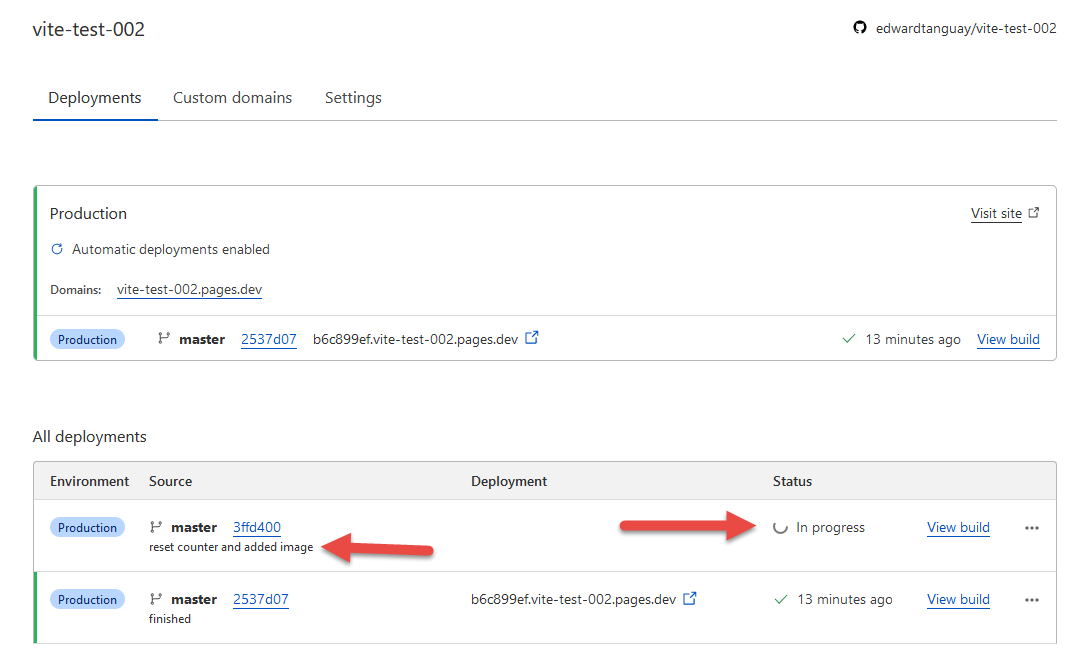 vite-test-002
edwardtanguay/vite-test-002
Deployments Custom domains Settings
Production
Visit site
Automatic deployments enabled
Domains: vite-test-002.pages.dev
Production master 2537d07 b6c899ef.vite-test-002.pages.dev 13 minutes ago View build
All deployments
Environment Source Deployment Status
Production master 3ffd400 In progress View build
reset counter and added image
Production master 2537d07 b6c899ef.vite-test-002.pages.dev 13 minutes ago View build
finished